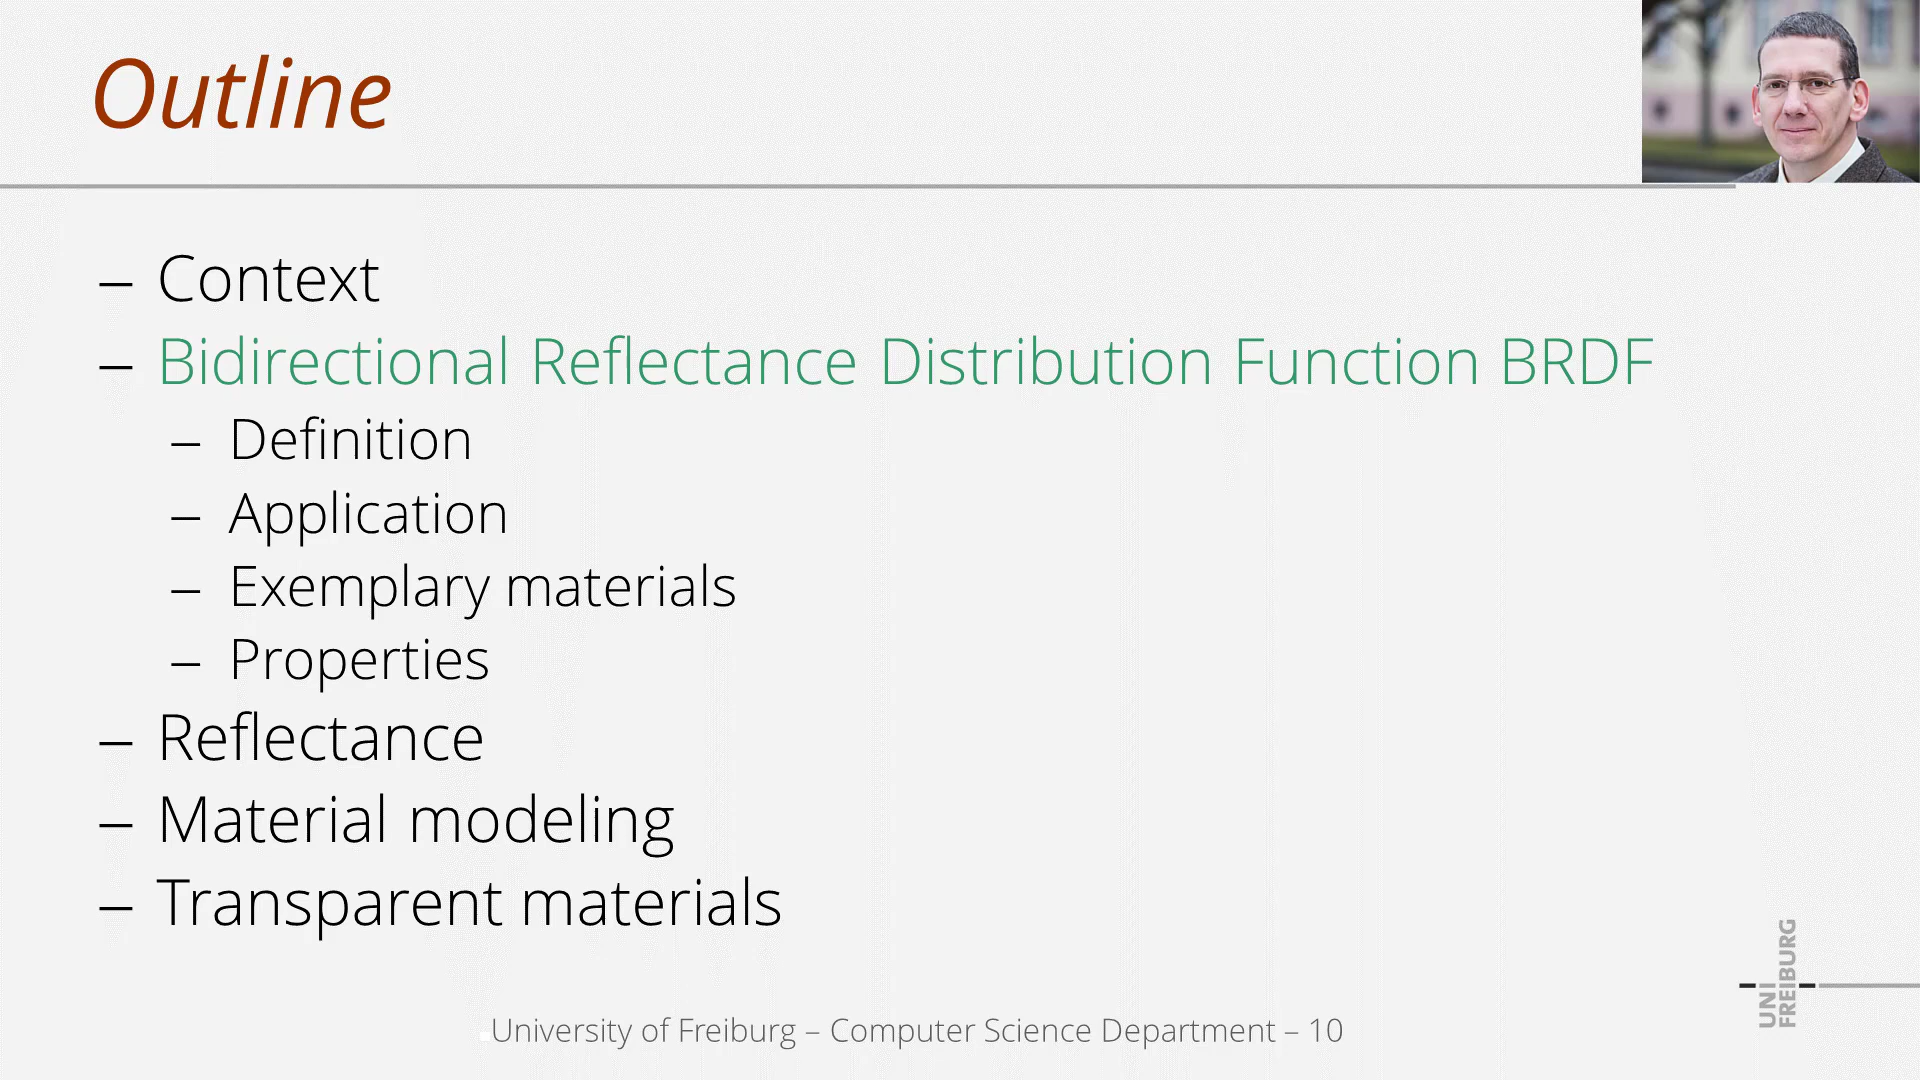 Outline
– Context
– Bidirectional Reflectance Distribution Function BRDF
– Definition
– Application
– Exemplary materials
– Properties
– Reflectance
– Material modeling
– Transparent materials
University of Freiburg – Computer Science Department – 10
UNI
FREIBURG